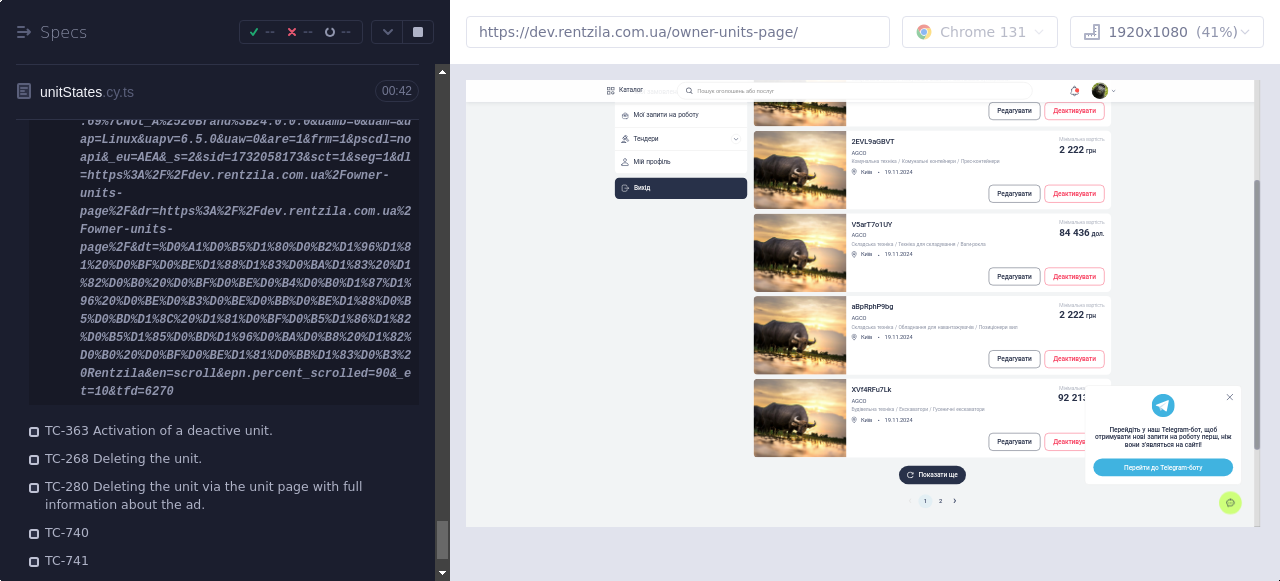 Specs
--
--
--
https://dev.rentzila.com.ua/owner-units-page/
Chrome 131
1920x1080 (41%)
unitStates.cy.ts
00:42
.69%7CNot_A%2520Brand%3B24.0.0.0&uamb=0&uam=&u
ap=Linux&uapv=6.5.0&uaw=0&are=1&frm=1&pscdl=no
api&_eu=AEA&_s=2&sid=1732058173&sct=1&seg=1&dl
=https%3A%2F%2Fdev.rentzila.com.ua%2Fowner-
units-
page%2F&dr=https%3A%2F%2Fdev.rentzila.com.ua%2
Fowner-units-
page%2F&dt=%D0%A1%D0%B5%D1%80%D0%B2%D1%96%D1%8
1%20%D0%BF%D0%BE%D1%88%D1%83%D0%BA%D1%83%20%D1
%82%D0%B0%20%D0%BF%D0%BE%D0%B4%D0%B0%D1%87%D1%
96%20%D0%BE%D0%B3%D0%BE%D0%BB%D0%BE%D1%88%D0%B
5%D0%BD%D1%8C%20%D1%81%D0%BF%D0%B5%D1%86%D1%82
%D0%B5%D1%85%D0%BD%D1%96%D0%BA%D0%B8%20%D1%82%
D0%B0%20%D0%BF%D0%BE%D1%81%D0%BB%D1%83%D0%B3%2
0Rentzila&en=scroll&epn.percent_scrolled=90&_e
t=10&tfd=6270
TC-363 Activation of a deactive unit.
TC-268 Deleting the unit.
TC-280 Deleting the unit via the unit page with full
information about the ad.
TC-740
TC-741
Каталог
Пошук оголошень або послуг
Мої запити на роботу
Тендери
Мій профіль
Вихід
Редагувати
Деактивувати
2EVL9aGBVT
Мінімальна вартість
2 222 грн
AGCO
Комунальна техніка / Комунальні контейнери / Прес-контейнери
Київ • 19.11.2024
Редагувати
Деактивувати
V5arT7o1UY
Мінімальна вартість
84 436 дол.
AGCO
Складська техніка / Техніка для складування / Ваги-рокла
Київ • 19.11.2024
Редагувати
Деактивувати
aBpRphP9bg
Мінімальна вартість
2 222 грн
AGCO
Складська техніка / Обладнання для навантажувачів / Позиціонери вил
Київ • 19.11.2024
Редагувати
Деактивувати
XVf4RFu7Lk
Мінімальна
92 213
AGCO
Будівельна техніка / Екскаватори / Гусеничні екскаватори
Київ • 19.11.2024
Редагувати
Деактивув
Показати ще
1 2
Перейдіть у наш Telegram-бот, щоб
отримувати нові запити на роботу перш, ніж
вони з'являться на сайті!
Перейти до Telegram-боту